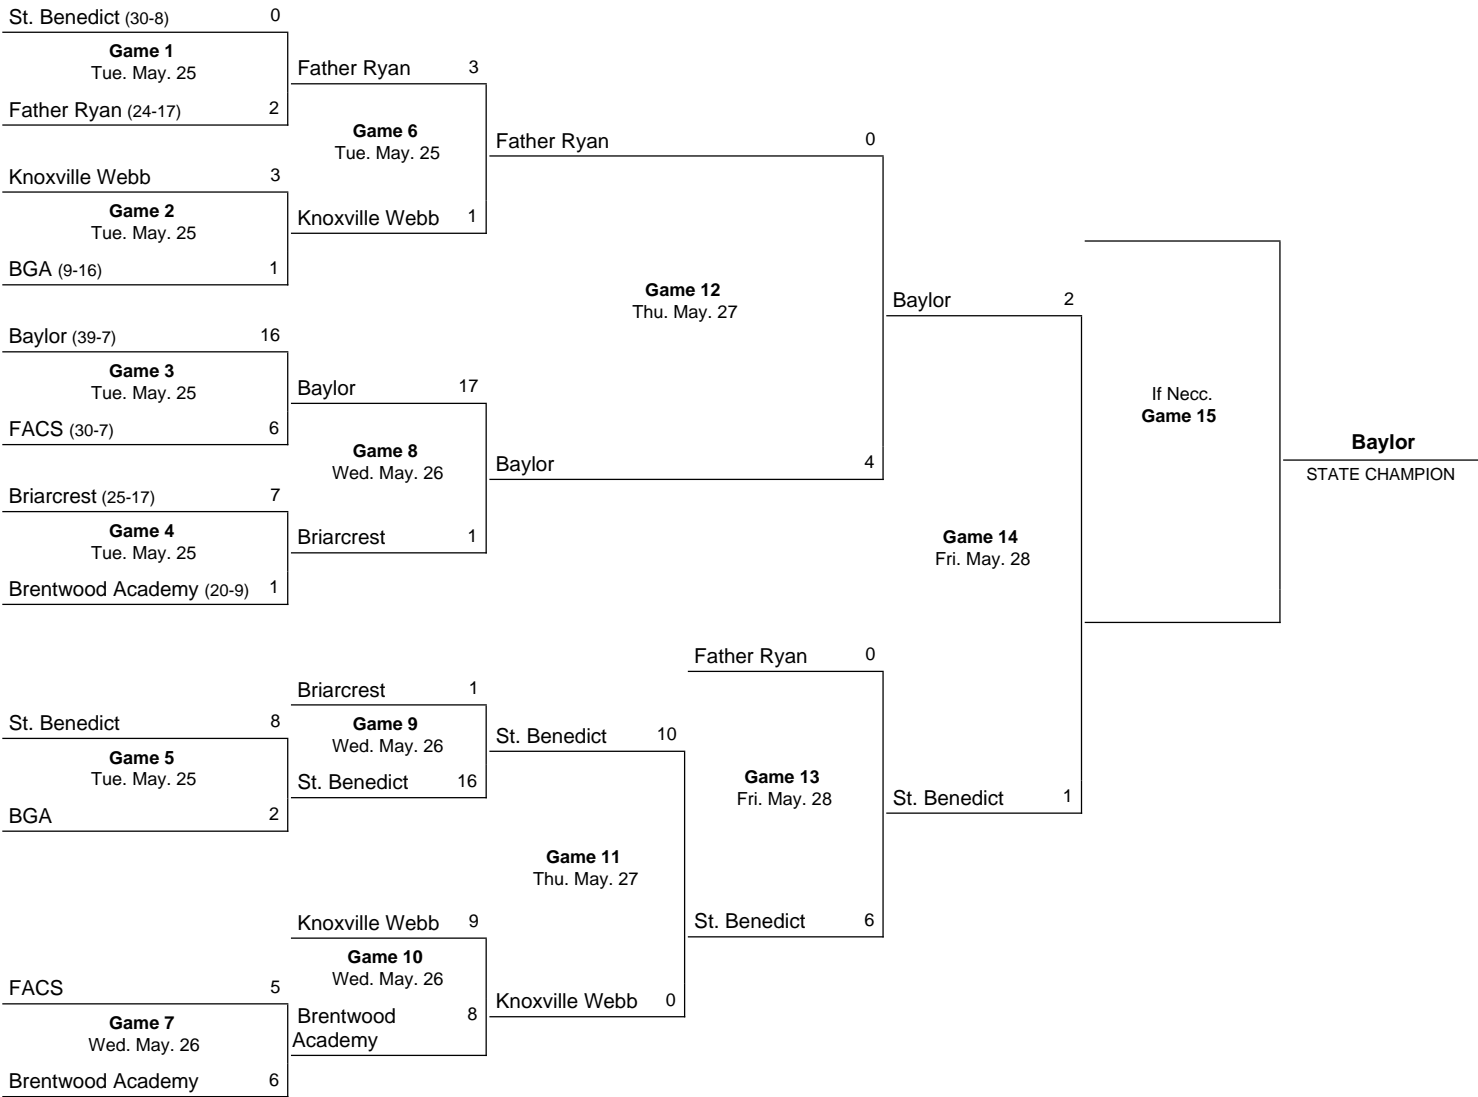 St. Benedict (30-8) 0
Game 1
Tue. May. 25
Father Ryan (24-17) 2
Knoxville Webb 3
Game 2
Tue. May. 25
BGA (9-16) 1
Baylor (39-7) 16
Game 3
Tue. May. 25
FACS (30-7) 6
Briarcrest (25-17) 7
Game 4
Tue. May. 25
Brentwood Academy (20-9) 1
St. Benedict 8
Game 5
Tue. May. 25
BGA 2
FACS 5
Game 7
Wed. May. 26
Brentwood Academy 6
Father Ryan 3
Game 6
Tue. May. 25
Knoxville Webb 1
Baylor 17
Game 8
Wed. May. 26
Briarcrest 1
Briarcrest 1
Game 9
Wed. May. 26
St. Benedict 16
Knoxville Webb 9
Game 10
Wed. May. 26
Brentwood 8
Academy
Father Ryan 0
Game 12
Thu. May. 27
Baylor 4
St. Benedict 10
Game 11
Thu. May. 27
Knoxville Webb 0
Father Ryan 0
Game 13
Fri. May. 28
St. Benedict 6
Baylor 2
Game 14
Fri. May. 28
St. Benedict 1
If Necc.
Game 15
Baylor
STATE CHAMPION